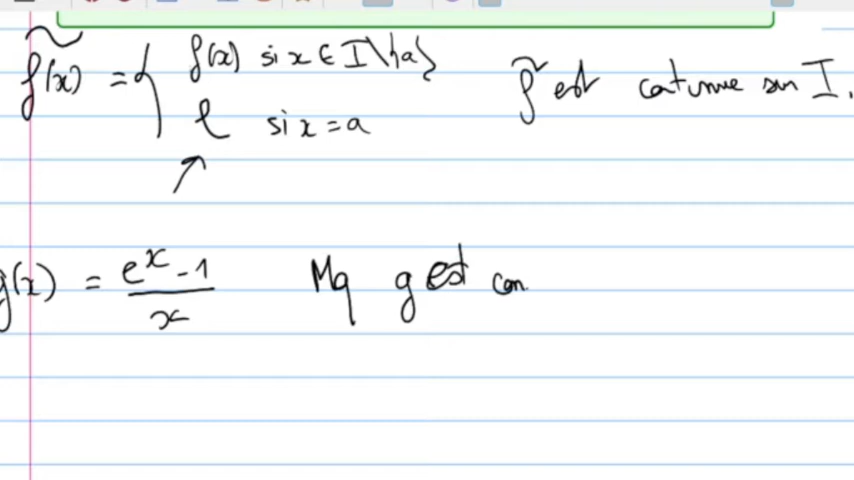 f̃(x) = { f(x) si x ∈ I\{a}
ℓ si x = a
f̃ est continue sur I.
g(x) = (e^x - 1)/x Mq g est con